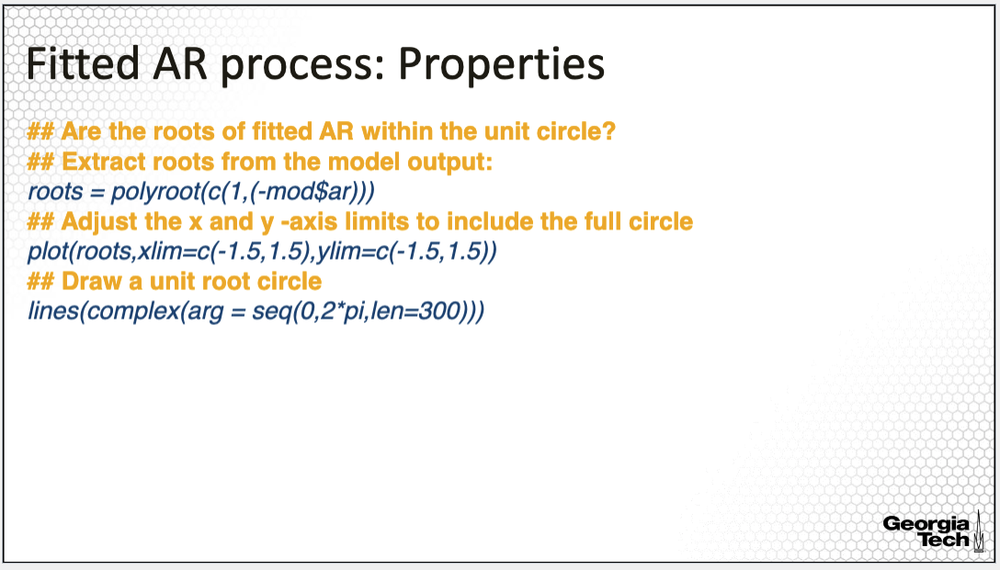 Fitted AR process: Properties
## Are the roots of fitted AR within the unit circle?
## Extract roots from the model output:
roots = polyroot(c(1,(-mod$ar)))
## Adjust the x and y -axis limits to include the full circle
plot(roots,xlim=c(-1.5,1.5),ylim=c(-1.5,1.5))
## Draw a unit root circle
lines(complex(arg = seq(0,2*pi,len=300)))
Georgia
Tech